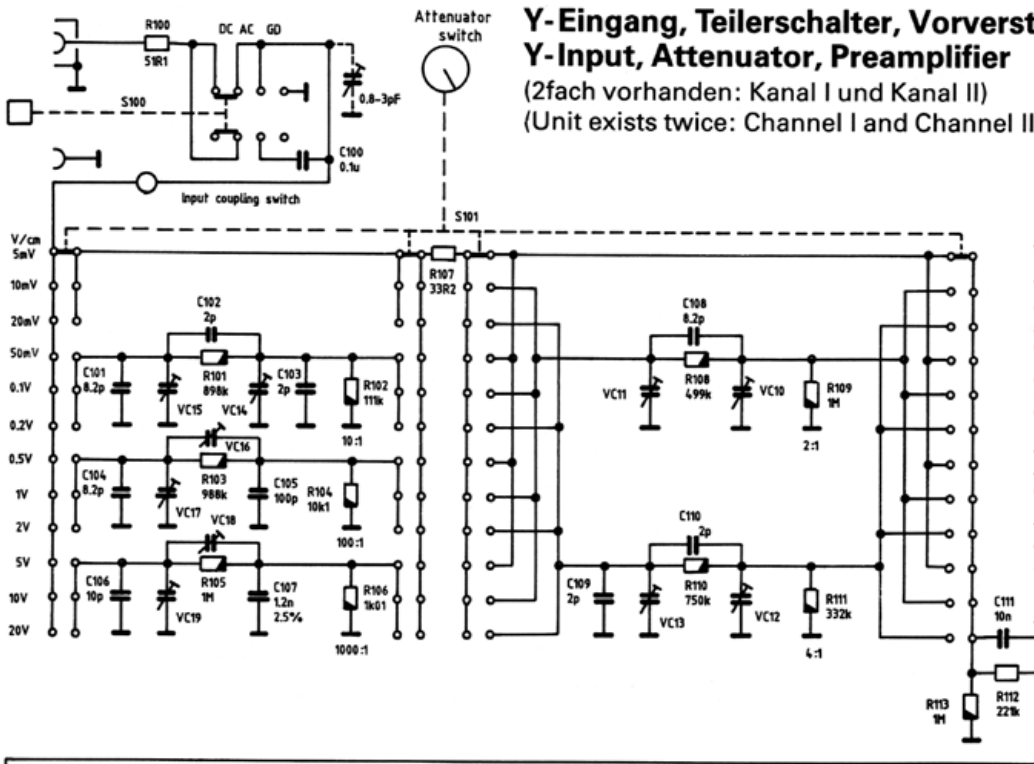 Y-Eingang, Teilerschalter, Vorverst
Y-Input, Attenuator, Preamplifier
(2fach vorhanden: Kanal I und Kanal II)
(Unit exists twice: Channel I and Channel II
Attenuator
switch
R100
51R1
DC AC GD
0.8-3pF
S100
C100
0.1u
Input coupling switch
S101
V/cm
5mV
10mV
20mV
50mV
0.1V
0.2V
0.5V
1V
2V
5V
10V
20V
R107
33R2
C102
2p
C101
8.2p
R101
898k
C103
2p
R102
111k
VC15
VC14
10:1
VC16
C104
8.2p
R103
988k
C105
100p
R104
10k1
VC17
100:1
VC18
C106
10p
R105
1M
C107
1,2n
2.5%
R106
1k01
VC19
1000:1
C108
8.2p
VC11
R108
499k
VC10
R109
1M
2:1
C110
2p
C109
2p
R110
750k
R111
332k
VC13
VC12
4:1
C111
10n
R113
1M
R112
221k